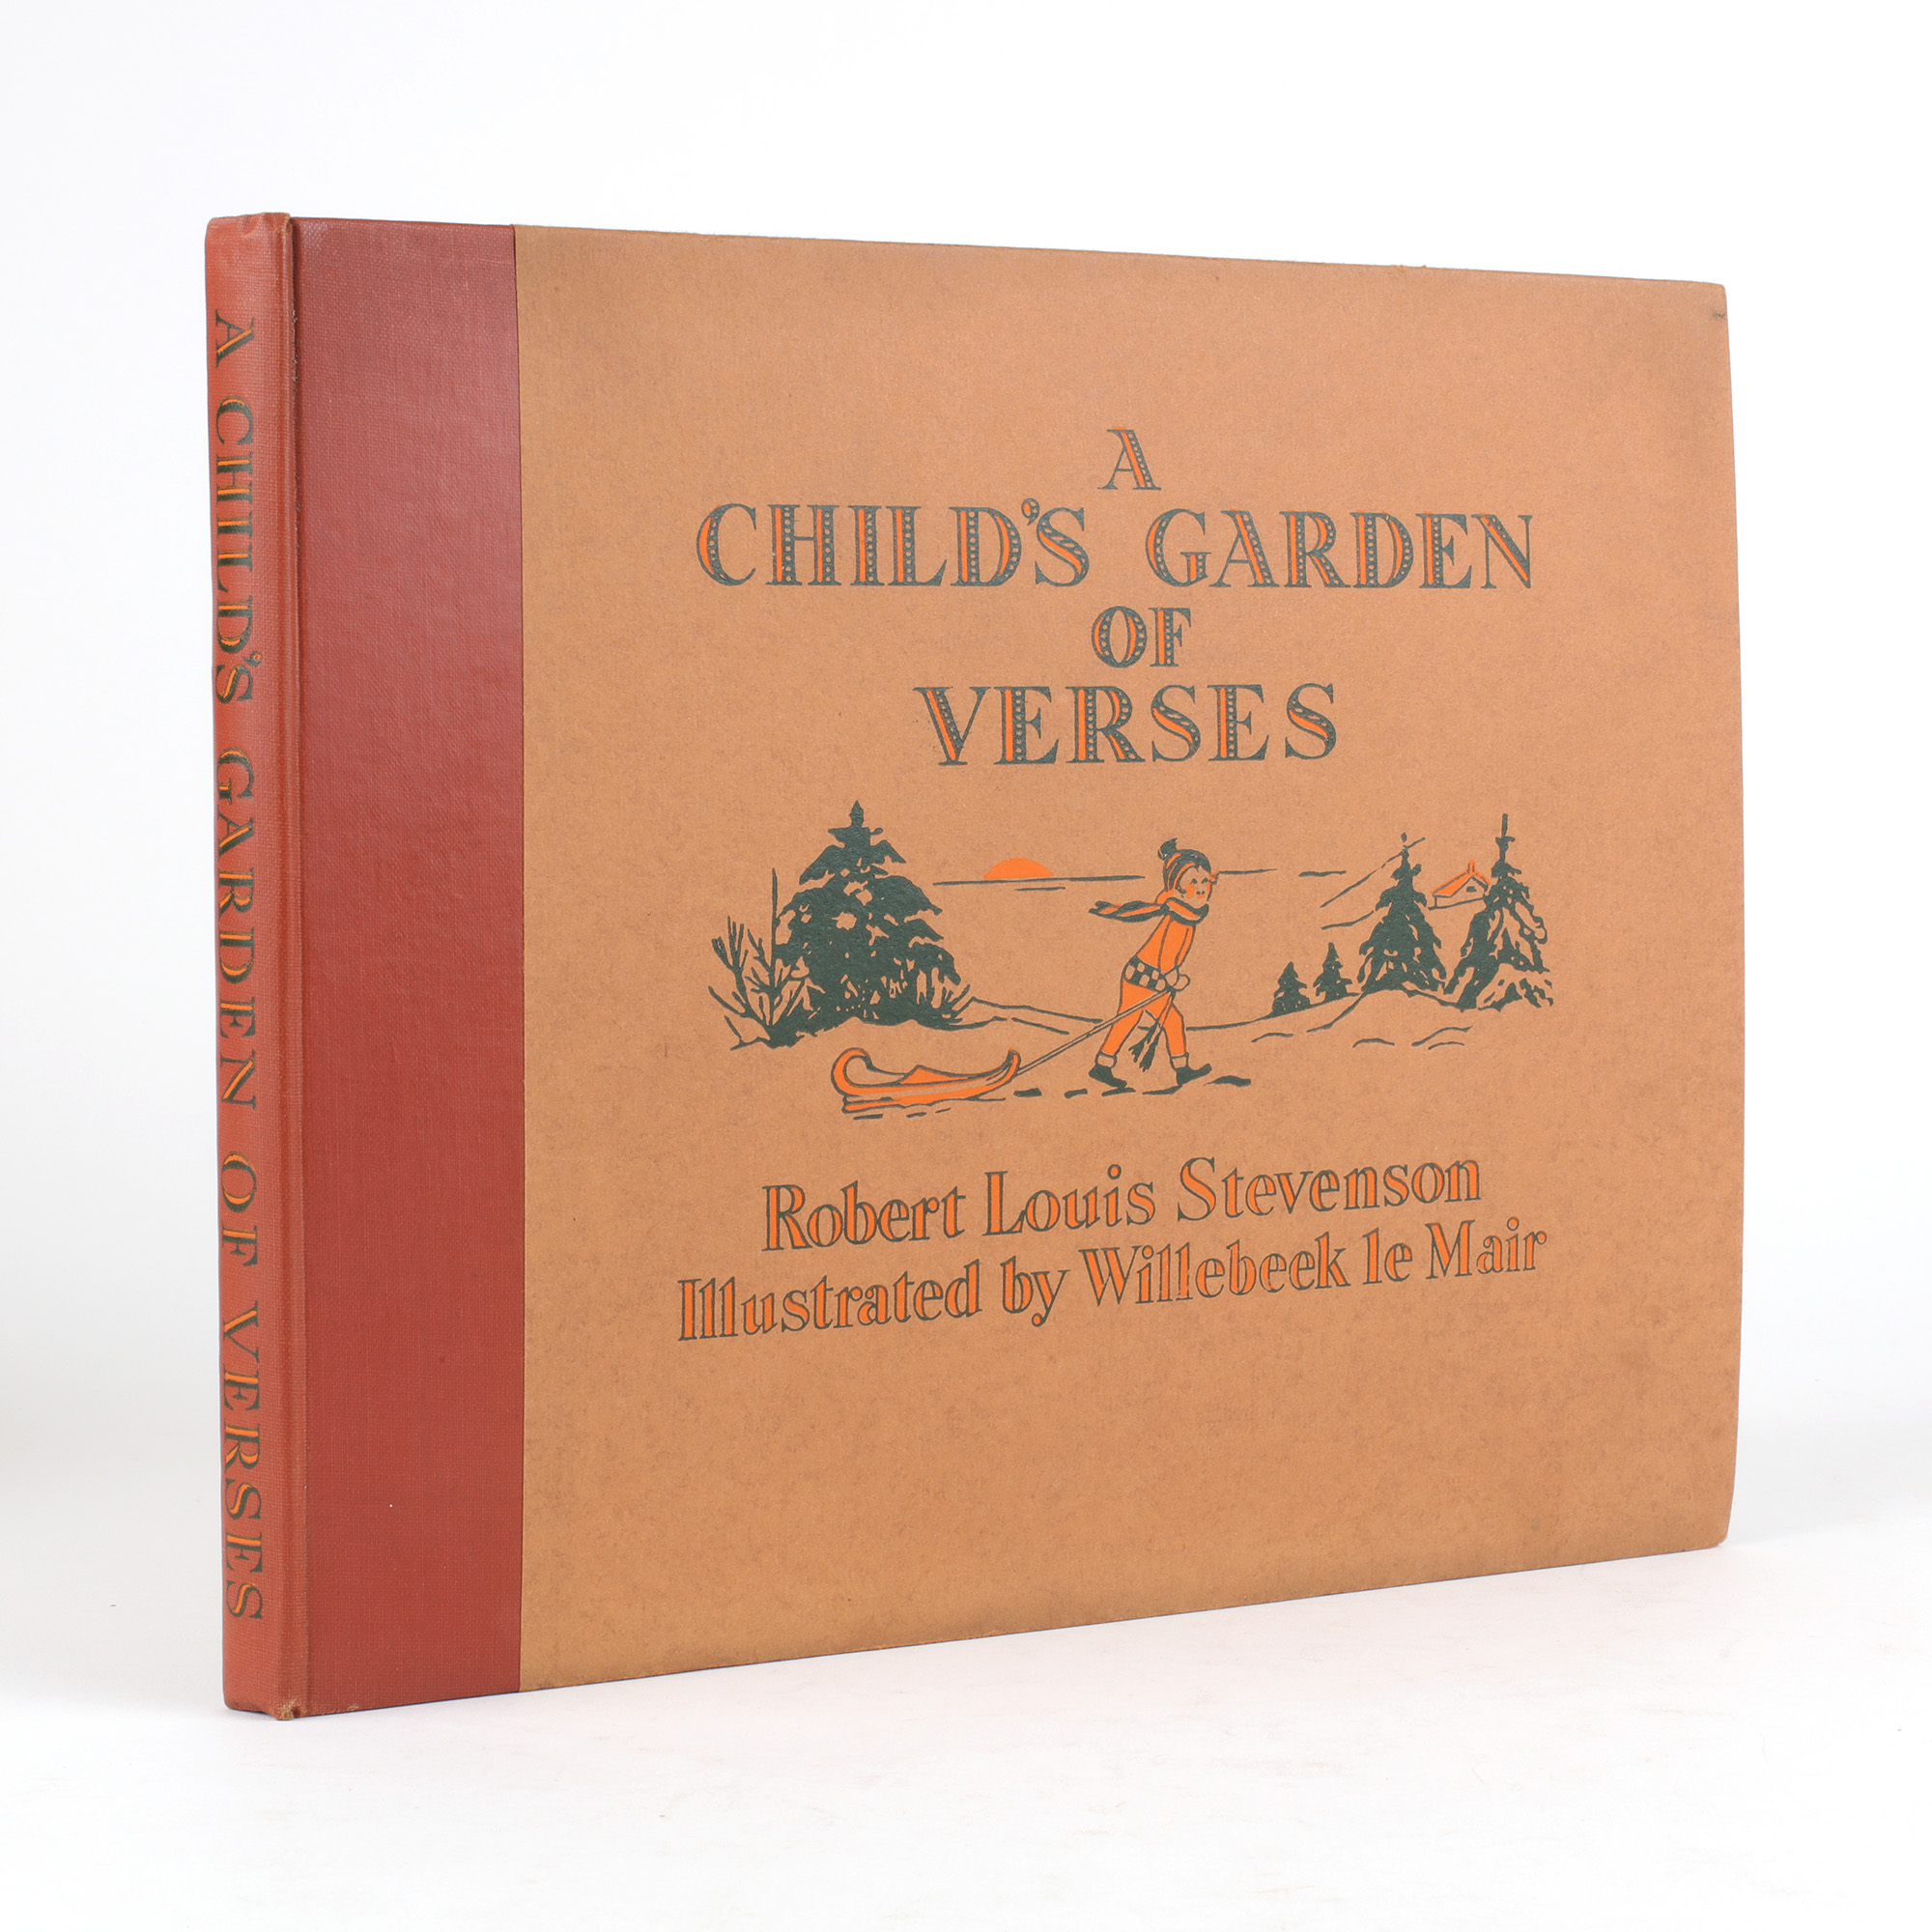 A CHILD'S GARDEN OF VERSES
A
CHILD'S GARDEN
OF
VERSES
Robert Louis Stevenson
Illustrated by Willebeek le Mair